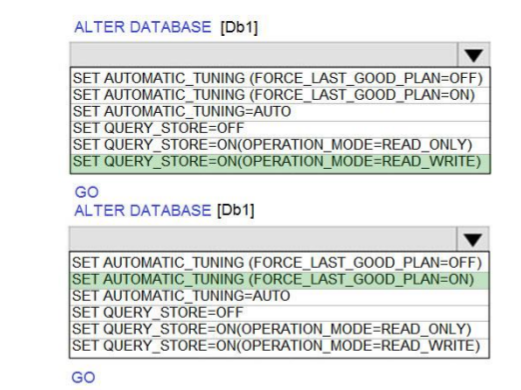 ALTER DATABASE [Db1]
SET AUTOMATIC_TUNING (FORCE_LAST_GOOD_PLAN=OFF)
SET AUTOMATIC_TUNING (FORCE_LAST_GOOD_PLAN=ON)
SET AUTOMATIC_TUNING=AUTO
SET QUERY_STORE=OFF
SET QUERY_STORE=ON(OPERATION_MODE=READ_ONLY)
SET QUERY_STORE=ON(OPERATION_MODE=READ_WRITE)
GO
ALTER DATABASE [Db1]
SET AUTOMATIC_TUNING (FORCE_LAST_GOOD_PLAN=OFF)
SET AUTOMATIC_TUNING (FORCE_LAST_GOOD_PLAN=ON)
SET AUTOMATIC_TUNING=AUTO
SET QUERY_STORE=OFF
SET QUERY_STORE=ON(OPERATION_MODE=READ_ONLY)
SET QUERY_STORE=ON(OPERATION_MODE=READ_WRITE)
GO